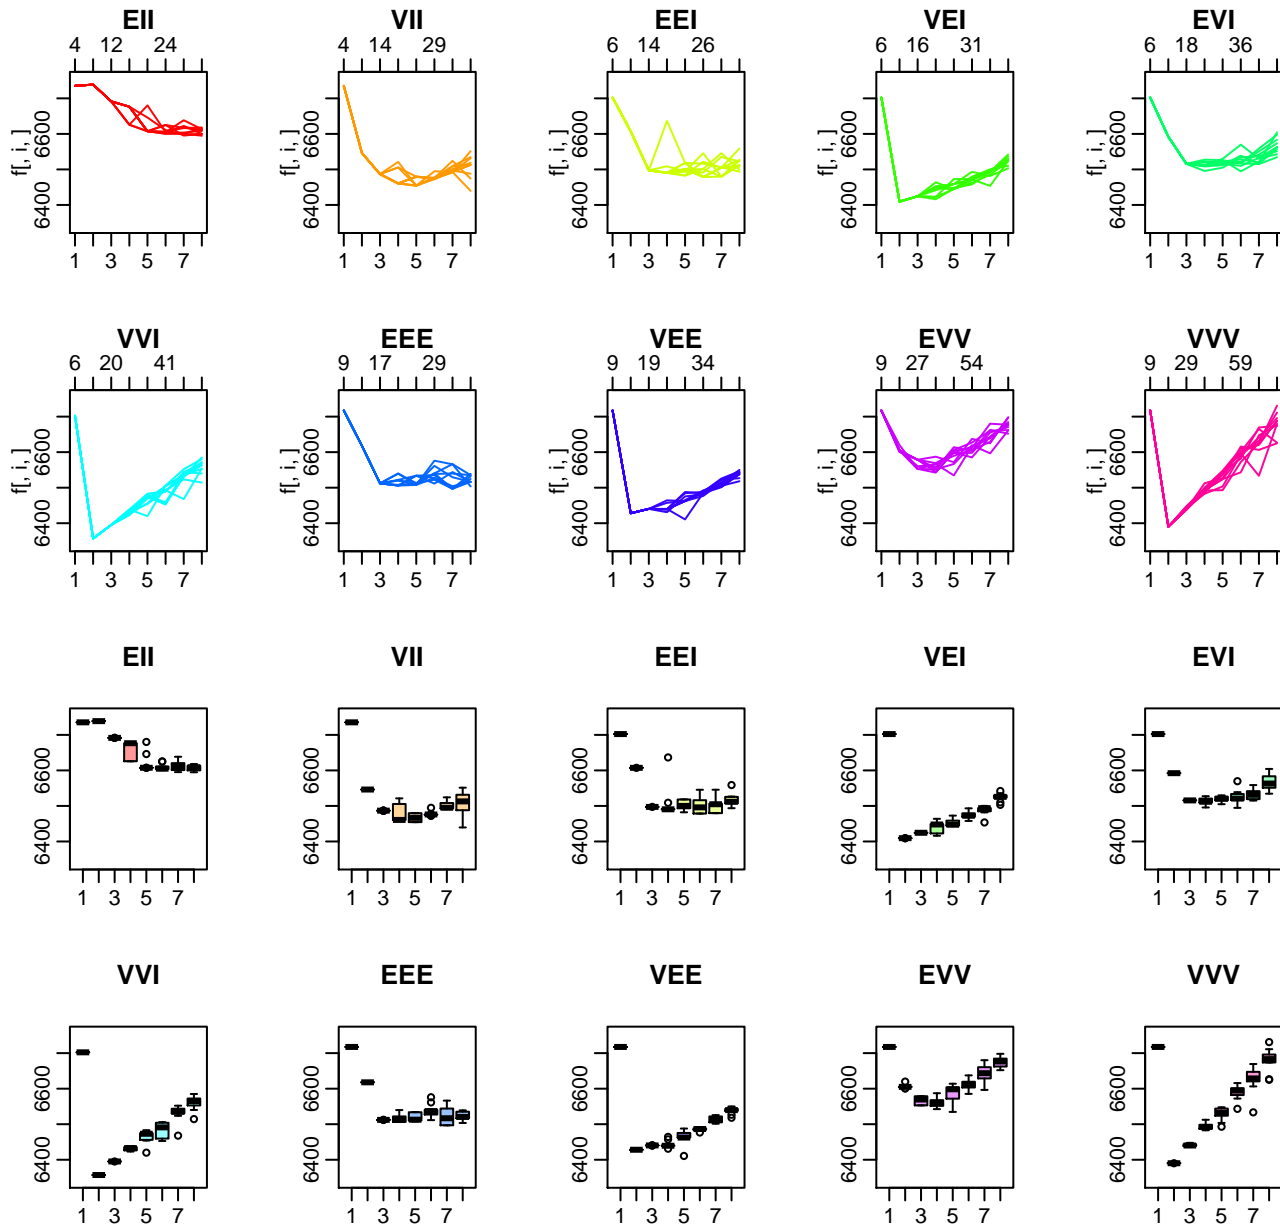 EII VII EEI VEI EVI
4 12 24 4 14 29 6 14 26 6 16 31 6 18 36
f[, i, ] f[, i, ] f[, i, ] f[, i, ] f[, i, ]
6600 6600 6600 6600 6600
6400 6400 6400 6400 6400
1 3 5 7 1 3 5 7 1 3 5 7 1 3 5 7 1 3 5 7
VVI EEE VEE EVV VVV
6 20 41 9 17 29 9 19 34 9 27 54 9 29 59
f[, i, ] f[, i, ] f[, i, ] f[, i, ] f[, i, ]
6600 6600 6600 6600 6600
6400 6400 6400 6400 6400
1 3 5 7 1 3 5 7 1 3 5 7 1 3 5 7 1 3 5 7
EII VII EEI VEI EVI
6600 6600 6600 6600 6600
6400 6400 6400 6400 6400
1 3 5 7 1 3 5 7 1 3 5 7 1 3 5 7 1 3 5 7
VVI EEE VEE EVV VVV
6600 6600 6600 6600 6600
6400 6400 6400 6400 6400
1 3 5 7 1 3 5 7 1 3 5 7 1 3 5 7 1 3 5 7